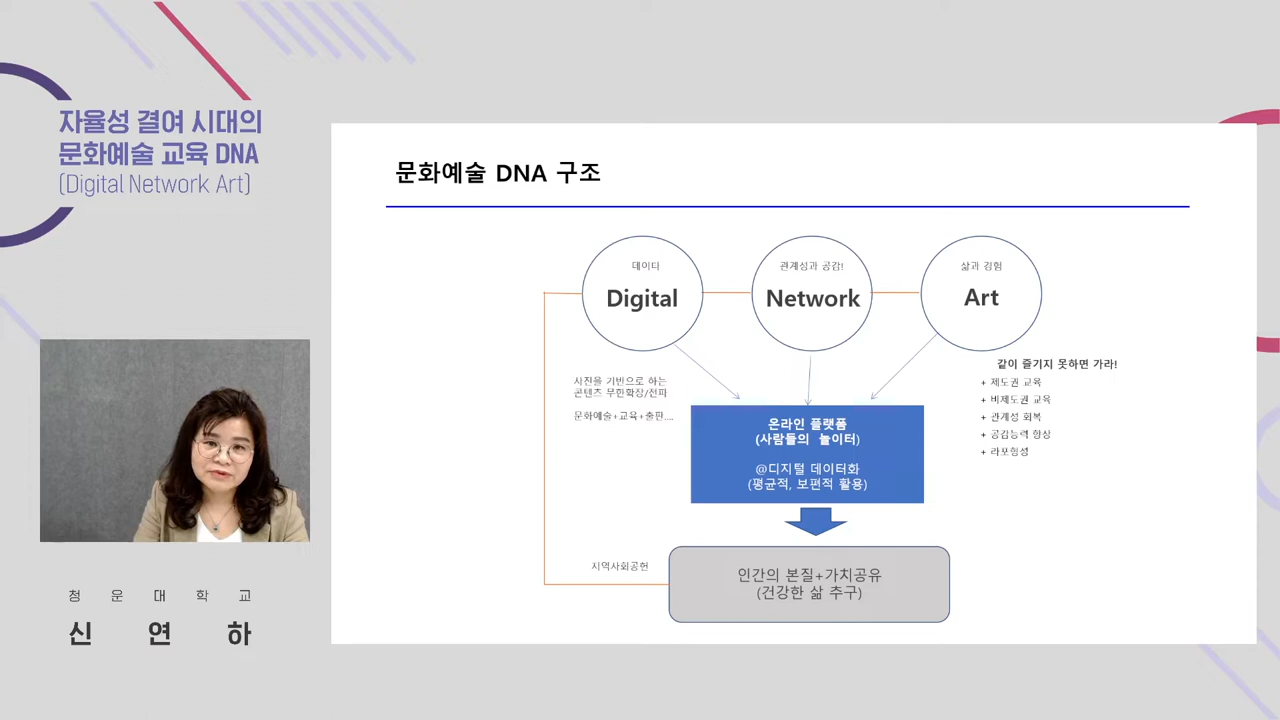 자율성 결여 시대의
문화예술 교육 DNA
(Digital Network Art)
청운대학교
신연하
문화예술 DNA 구조
데이다
Digital
관계성과 공감!
Network
삶과 경험
Art
사진을 기반으로 하는
콘텐츠 무한확장/전파
문화예술+교육+출판....
같이 즐기지 못하면 가라!
+ 제도권 교육
+ 비제도권 교육
+ 관계성 회복
+ 공감능력 향상
+ 라포형성
온라인 플랫폼
(사람들의 놀이터)
@디지털 데이터화
(평균적, 보편적 활용)
지역사회공헌
인간의 본질+가치공유
(건강한 삶 추구)